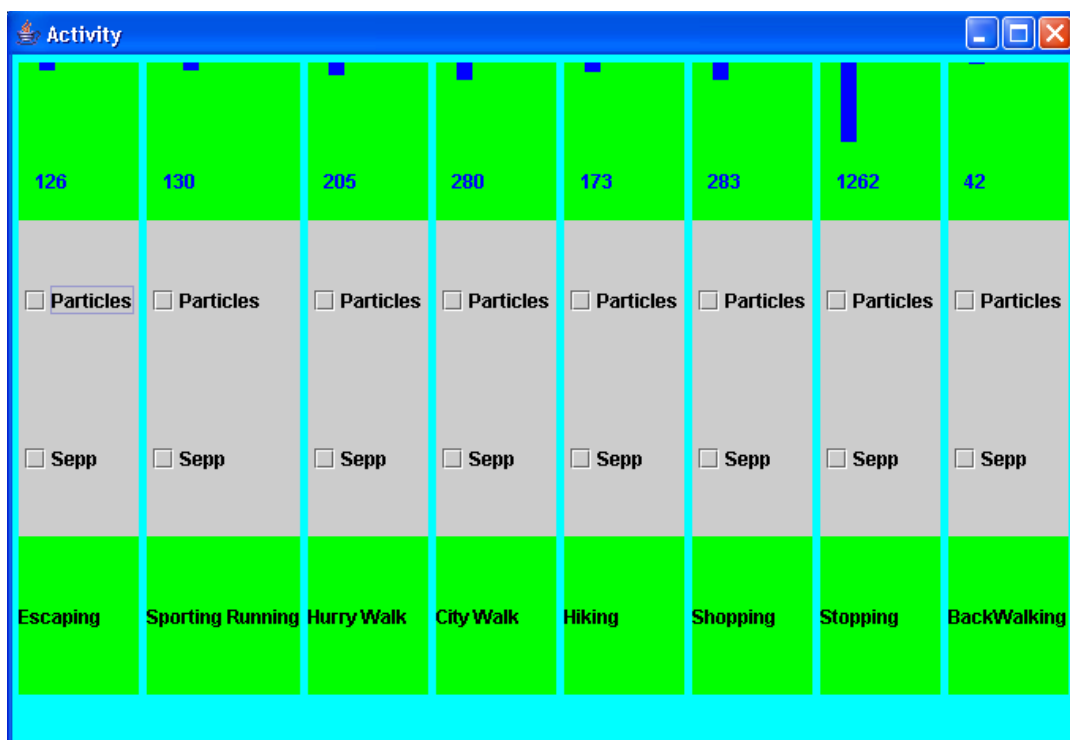 Activity
126 130 205 280 173 283 1262 42
Particles Particles Particles Particles Particles Particles Particles Particles
Sepp Sepp Sepp Sepp Sepp Sepp Sepp Sepp
Escaping Sporting Running Hurry Walk City Walk Hiking Shopping Stopping BackWalking